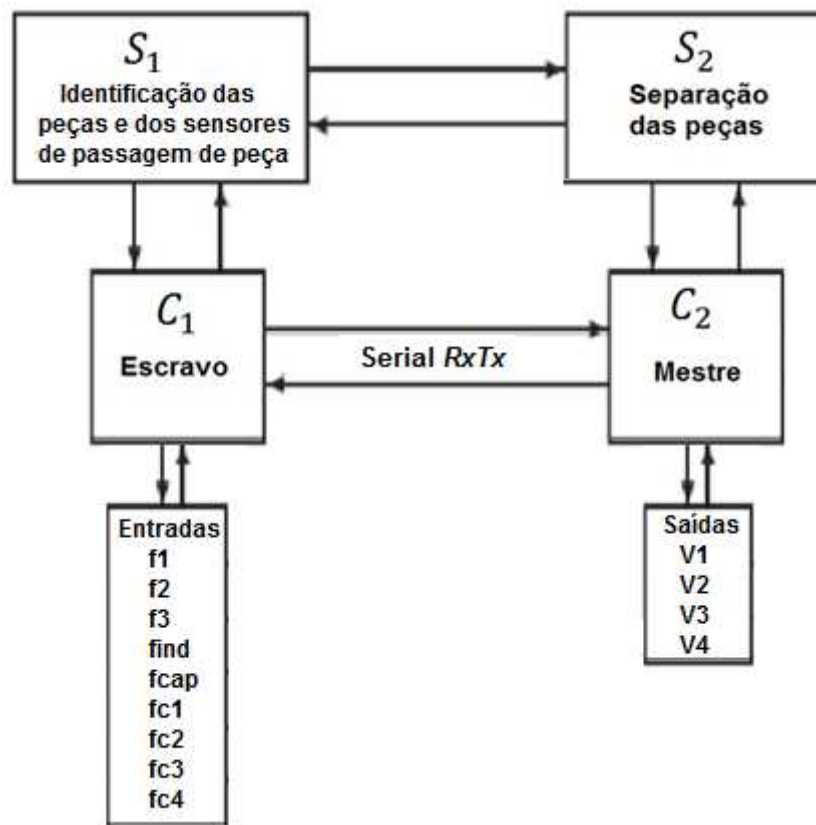 S1
Identificação das
peças e dos sensores
de passagem de peça
S2
Separação
das peças
C1
Escravo
Serial RxTx
C2
Mestre
Entradas
f1
f2
f3
find
fcap
fc1
fc2
fc3
fc4
Saídas
V1
V2
V3
V4